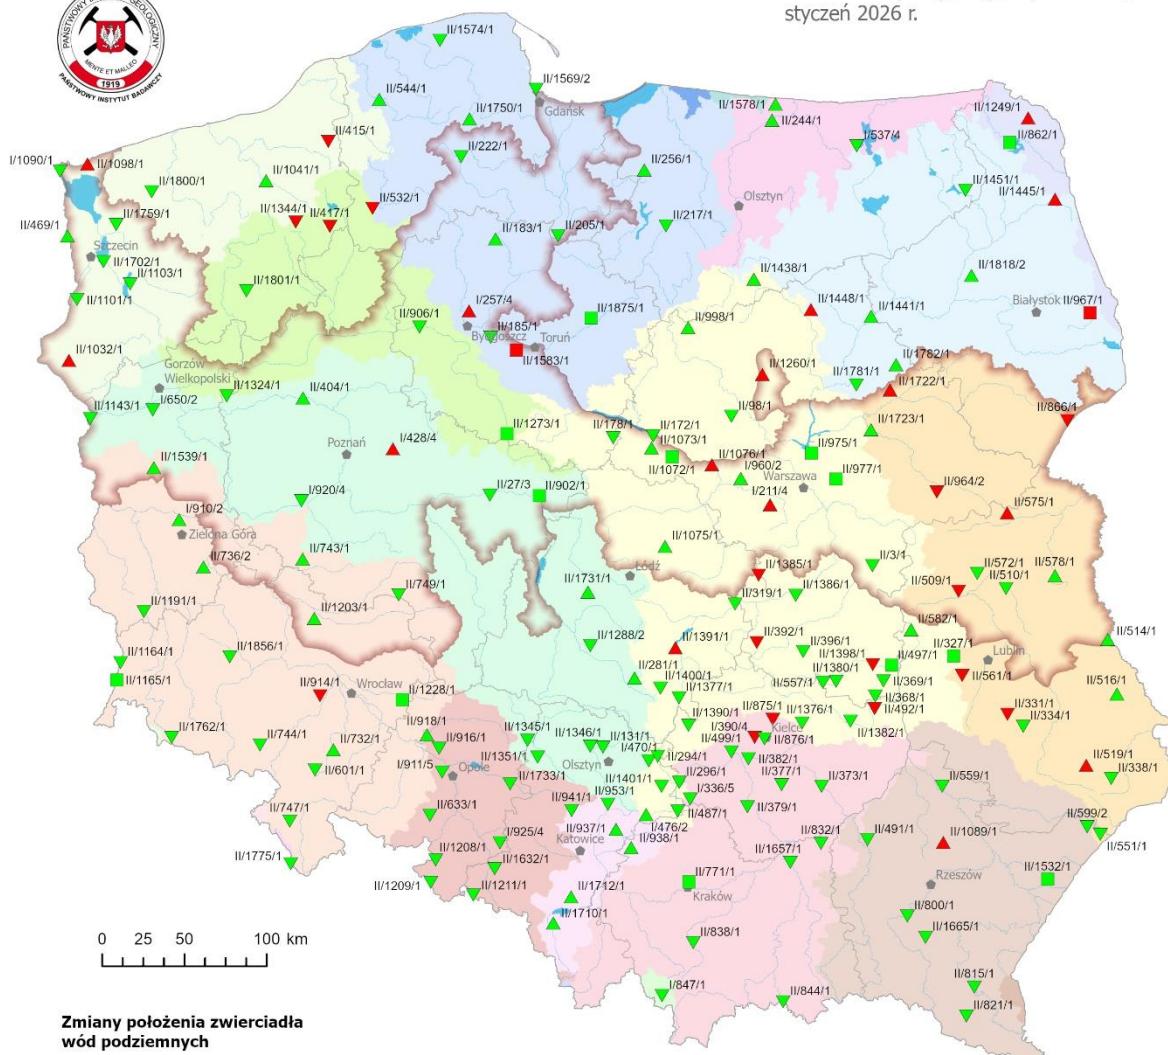 PAŃSTWOWY INSTYTUT GEOLOGICZNY
MENTE ET MALLEO
1919
PAŃSTWOWY INSTYTUT BADAWCZY
styczeń 2026 r.
II/1574/1
II/1569/2
Gdańsk
II/544/1
II/1750/1
II/1578/1
II/244/1
II/1249/1
II/862/1
I/537/4
II/415/1
II/222/1
I/1090/1
II/1098/1
II/1800/1
II/1041/1
II/256/1
II/1451/1
II/1445/1
Olsztyn
II/532/1
II/1344/1
II/417/1
II/1759/1
II/469/1
Szczecin
II/183/1
II/205/1
II/217/1
II/1702/1
II/1103/1
II/1101/1
II/1801/1
II/1438/1
II/1818/2
I/257/4
II/1875/1
II/1448/1
II/1441/1
Białystok
II/967/1
II/906/1
II/185/1
Bydgoszcz
Toruń
II/998/1
II/1583/1
II/1032/1
II/1260/1
II/1782/1
II/1781/1
II/1722/1
Gorzów
Wielkopolski
II/1324/1
II/404/1
I/650/2
II/1143/1
II/98/1
II/866/1
II/1723/1
II/1273/1
II/178/1
II/172/1
II/1073/1
II/1072/1
Poznań
I/428/4
II/1076/1
II/975/1
II/1539/1
I/960/2
Warszawa
II/977/1
I/920/4
II/27/3
II/902/1
I/211/4
II/964/2
II/575/1
I/910/2
Zielona Góra
II/736/2
II/743/1
II/1075/1
II/3/1
II/749/1
II/1731/1
Łódź
II/1385/1
II/1386/1
II/319/1
II/509/1
II/572/1
II/510/1
II/578/1
II/1191/1
II/1203/1
II/582/1
II/514/1
II/1164/1
II/1856/1
II/1288/2
II/1391/1
II/392/1
II/396/1
II/1398/1
II/1380/1
II/497/1
II/327/1
Lublin
II/1165/1
II/914/1
Wrocław
II/1228/1
II/281/1
II/1400/1
II/1377/1
II/557/1
II/369/1
II/368/1
II/492/1
II/561/1
II/516/1
II/331/1
II/334/1
II/1762/1
II/744/1
II/732/1
II/918/1
II/916/1
II/1345/1
II/1346/1
II/131/1
II/1390/1
I/390/4
II/875/1
Kielce
II/1376/1
II/1382/1
II/876/1
II/499/1
II/382/1
II/601/1
I/911/5
Opole
II/1351/1
II/1733/1
Olsztyn
I/470/1
II/294/1
II/519/1
II/338/1
II/1401/1
II/296/1
I/336/5
II/377/1
II/373/1
II/559/1
II/747/1
II/633/1
II/941/1
II/953/1
II/487/1
II/379/1
II/599/2
II/551/1
II/1775/1
I/925/4
II/937/1
Katowice
I/476/2
II/938/1
II/832/1
II/491/1
II/1089/1
II/1208/1
II/1632/1
II/1657/1
II/1209/1
II/1211/1
II/1712/1
II/771/1
Kraków
Rzeszów
II/1532/1
II/1710/1
II/800/1
II/1665/1
II/838/1
0 25 50 100 km
I/847/1
II/844/1
II/815/1
II/821/1
Zmiany położenia zwierciadła
wód podziemnych